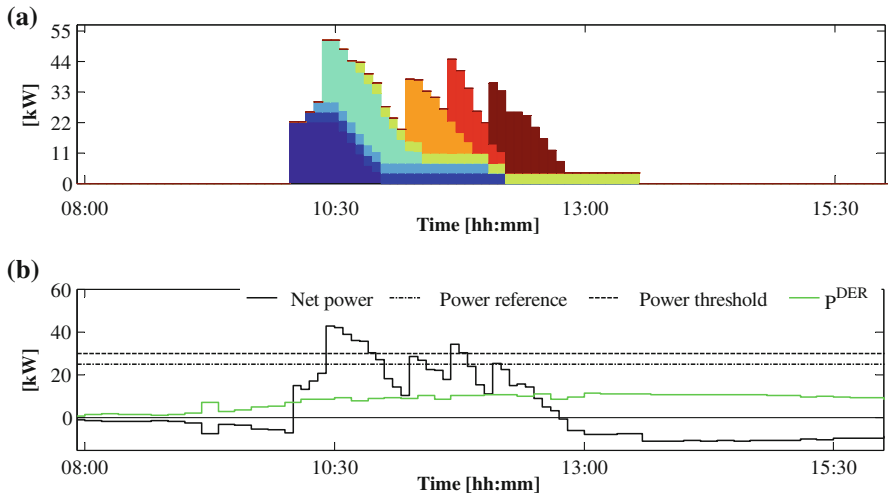 (a)
55
44
33
22
11
0
[kW]
08:00 10:30 13:00 15:30
Time [hh:mm]
(b)
60
40
20
0
[kW]
Net power Power reference Power threshold P^DER
08:00 10:30 13:00 15:30
Time [hh:mm]